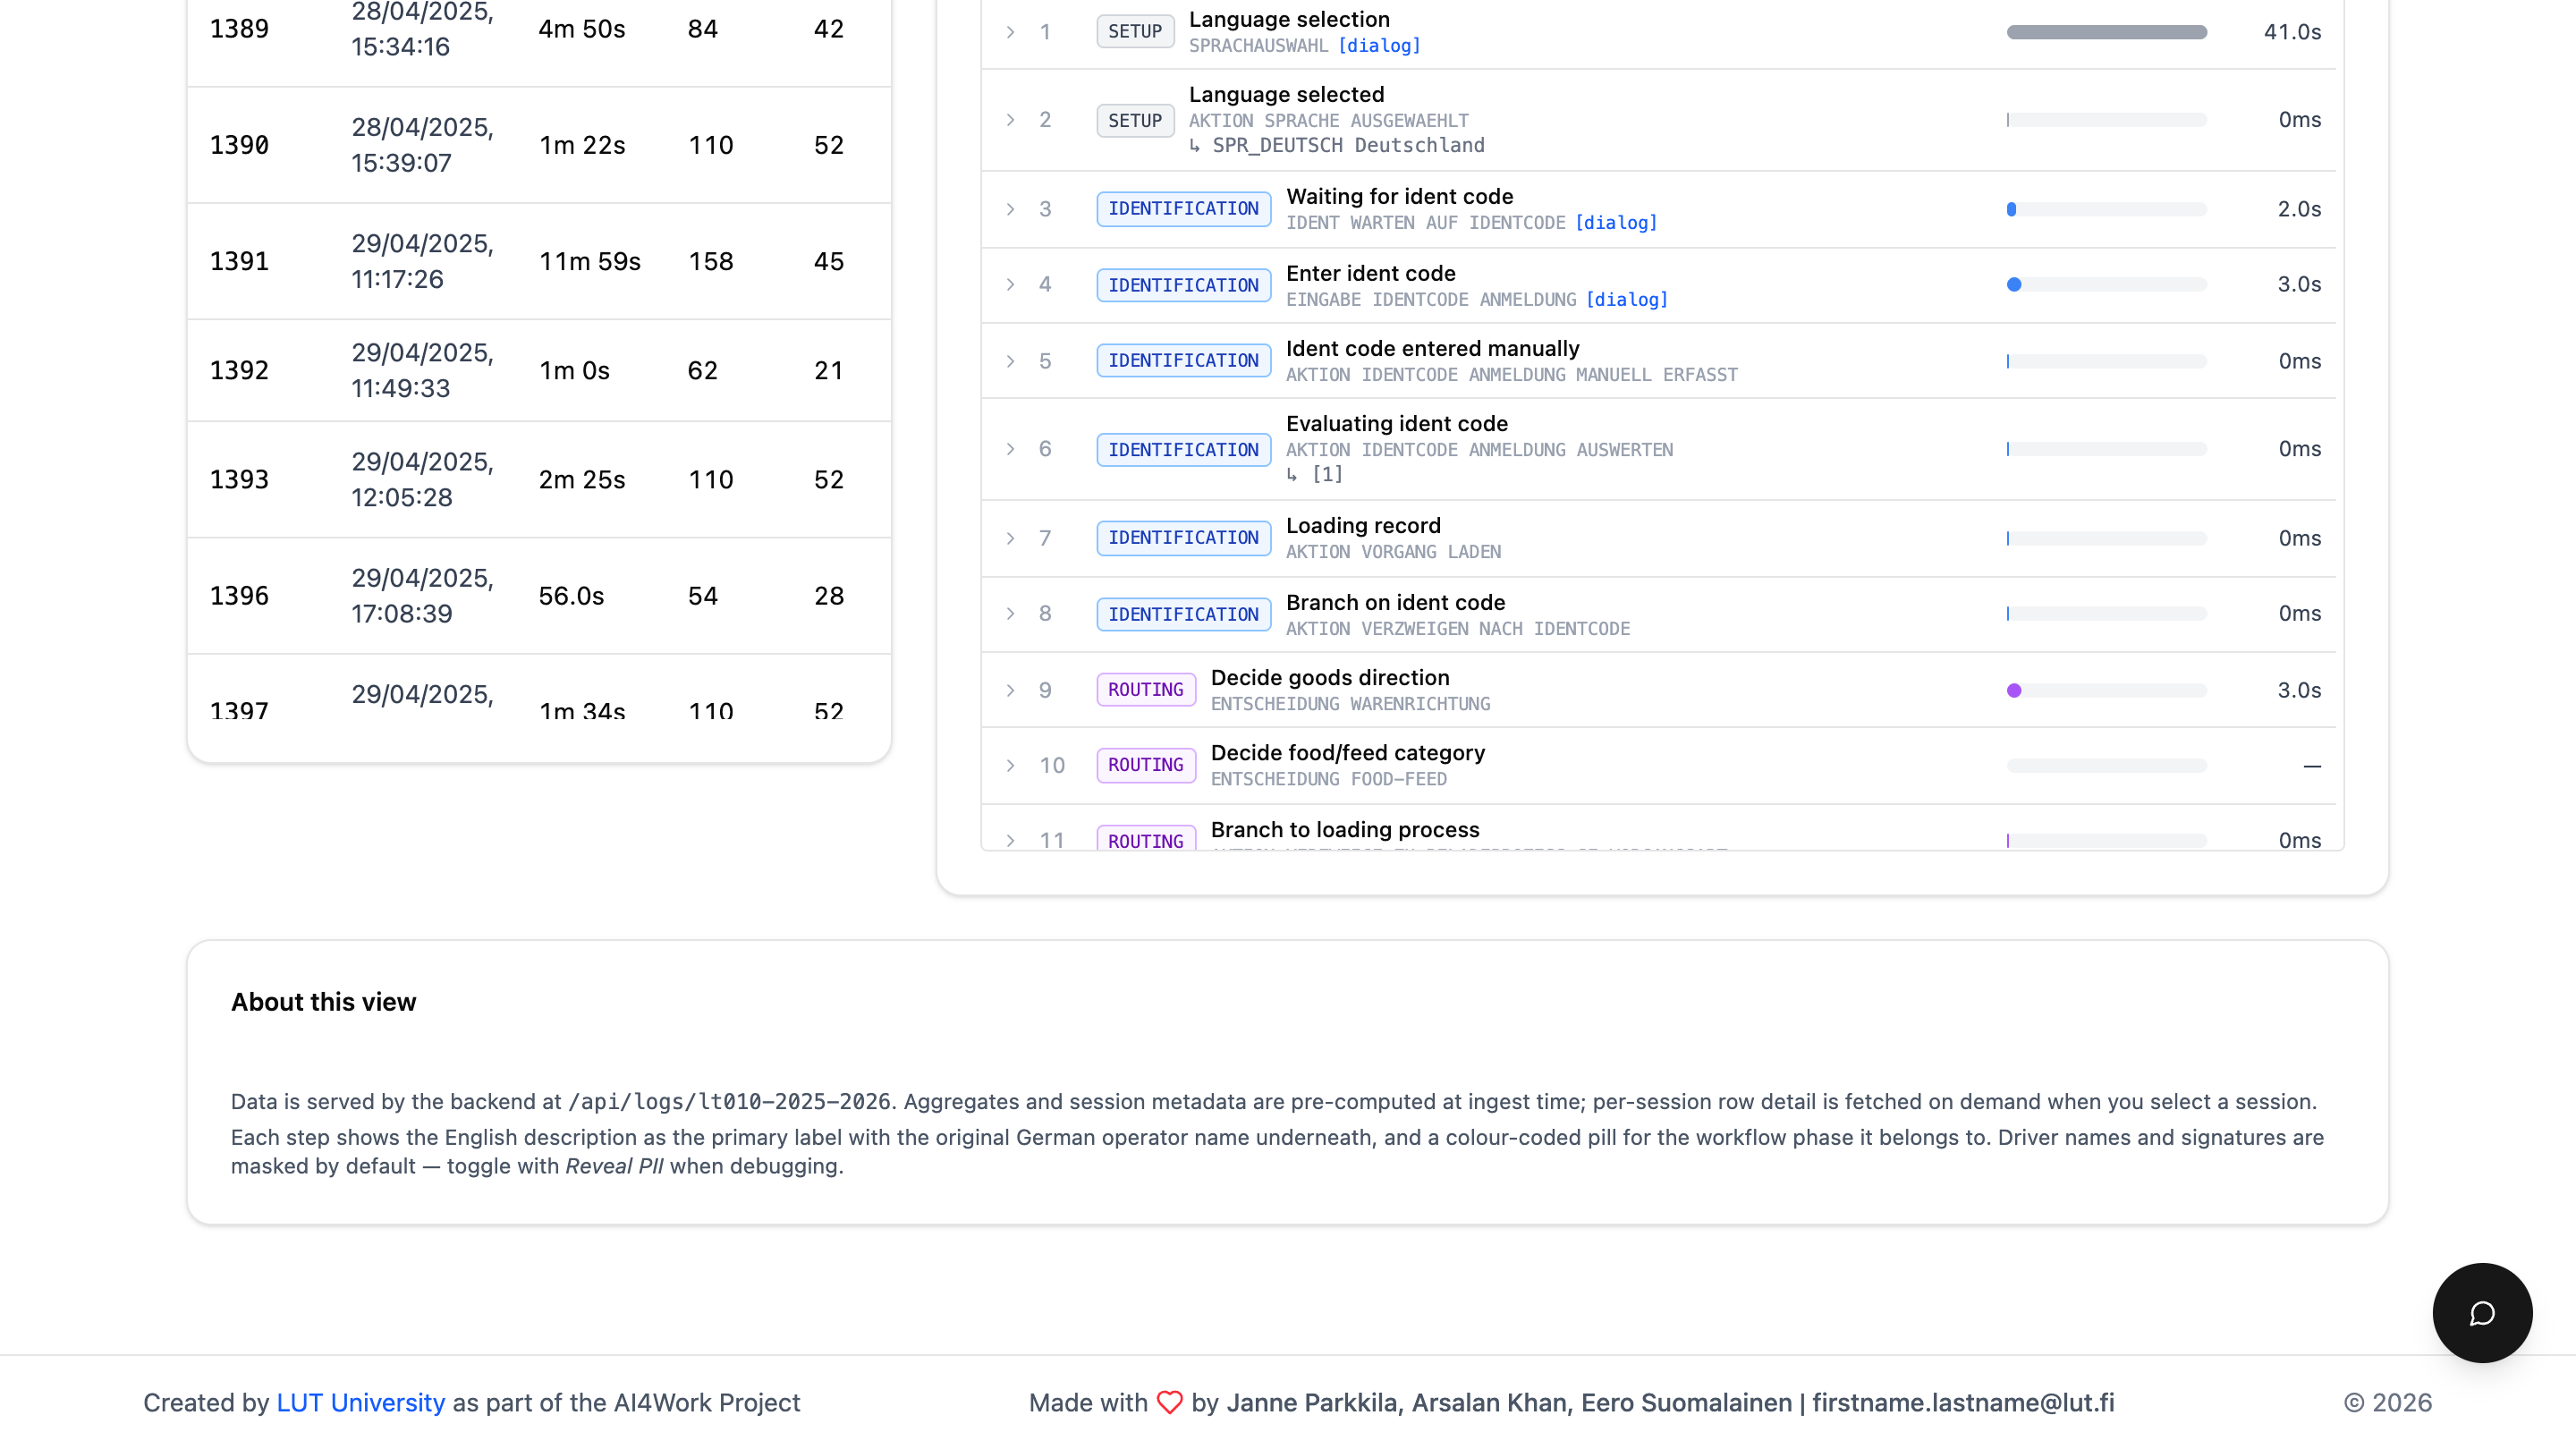 1389 28/04/2025, 15:34:16 4m 50s 84 42
1390 28/04/2025, 15:39:07 1m 22s 110 52
1391 29/04/2025, 11:17:26 11m 59s 158 45
1392 29/04/2025, 11:49:33 1m 0s 62 21
1393 29/04/2025, 12:05:28 2m 25s 110 52
1396 29/04/2025, 17:08:39 56.0s 54 28
1397 29/04/2025, 1m 34s 110 52
1 SETUP Language selection 41.0s
SPRACHAUSWAHL [dialog]
2 SETUP Language selected 0ms
AKTION SPRACHE AUSGEWAEHLT
↳ SPR_DEUTSCH Deutschland
3 IDENTIFICATION Waiting for ident code 2.0s
IDENT WARTEN AUF IDENTCODE [dialog]
4 IDENTIFICATION Enter ident code 3.0s
EINGABE IDENTCODE ANMELDUNG [dialog]
5 IDENTIFICATION Ident code entered manually 0ms
AKTION IDENTCODE ANMELDUNG MANUELL ERFASST
6 IDENTIFICATION Evaluating ident code 0ms
AKTION IDENTCODE ANMELDUNG AUSWERTEN
↳ [1]
7 IDENTIFICATION Loading record 0ms
AKTION VORGANG LADEN
8 IDENTIFICATION Branch on ident code 0ms
AKTION VERZWEIGEN NACH IDENTCODE
9 ROUTING Decide goods direction 3.0s
ENTSCHEIDUNG WARENRICHTUNG
10 ROUTING Decide food/feed category —
ENTSCHEIDUNG FOOD-FEED
11 ROUTING Branch to loading process 0ms
About this view
Data is served by the backend at /api/logs/lt010-2025-2026. Aggregates and session metadata are pre-computed at ingest time; per-session row detail is fetched on demand when you select a session.
Each step shows the English description as the primary label with the original German operator name underneath, and a colour-coded pill for the workflow phase it belongs to. Driver names and signatures are
masked by default — toggle with Reveal PII when debugging.
Created by LUT University as part of the AI4Work Project
Made with ♡ by Janne Parkkila, Arsalan Khan, Eero Suomalainen | firstname.lastname@lut.fi
© 2026